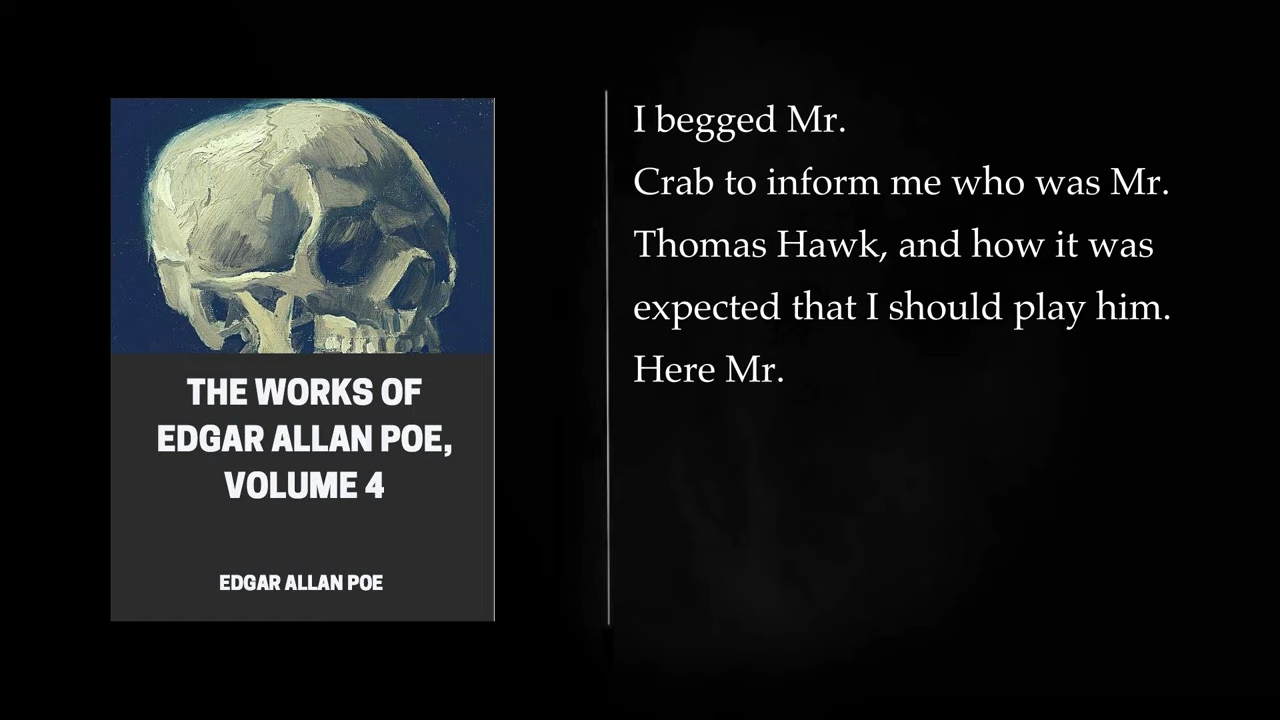 THE WORKS OF
EDGAR ALLAN POE,
VOLUME 4
EDGAR ALLAN POE
I begged Mr.
Crab to inform me who was Mr.
Thomas Hawk, and how it was
expected that I should play him.
Here Mr.